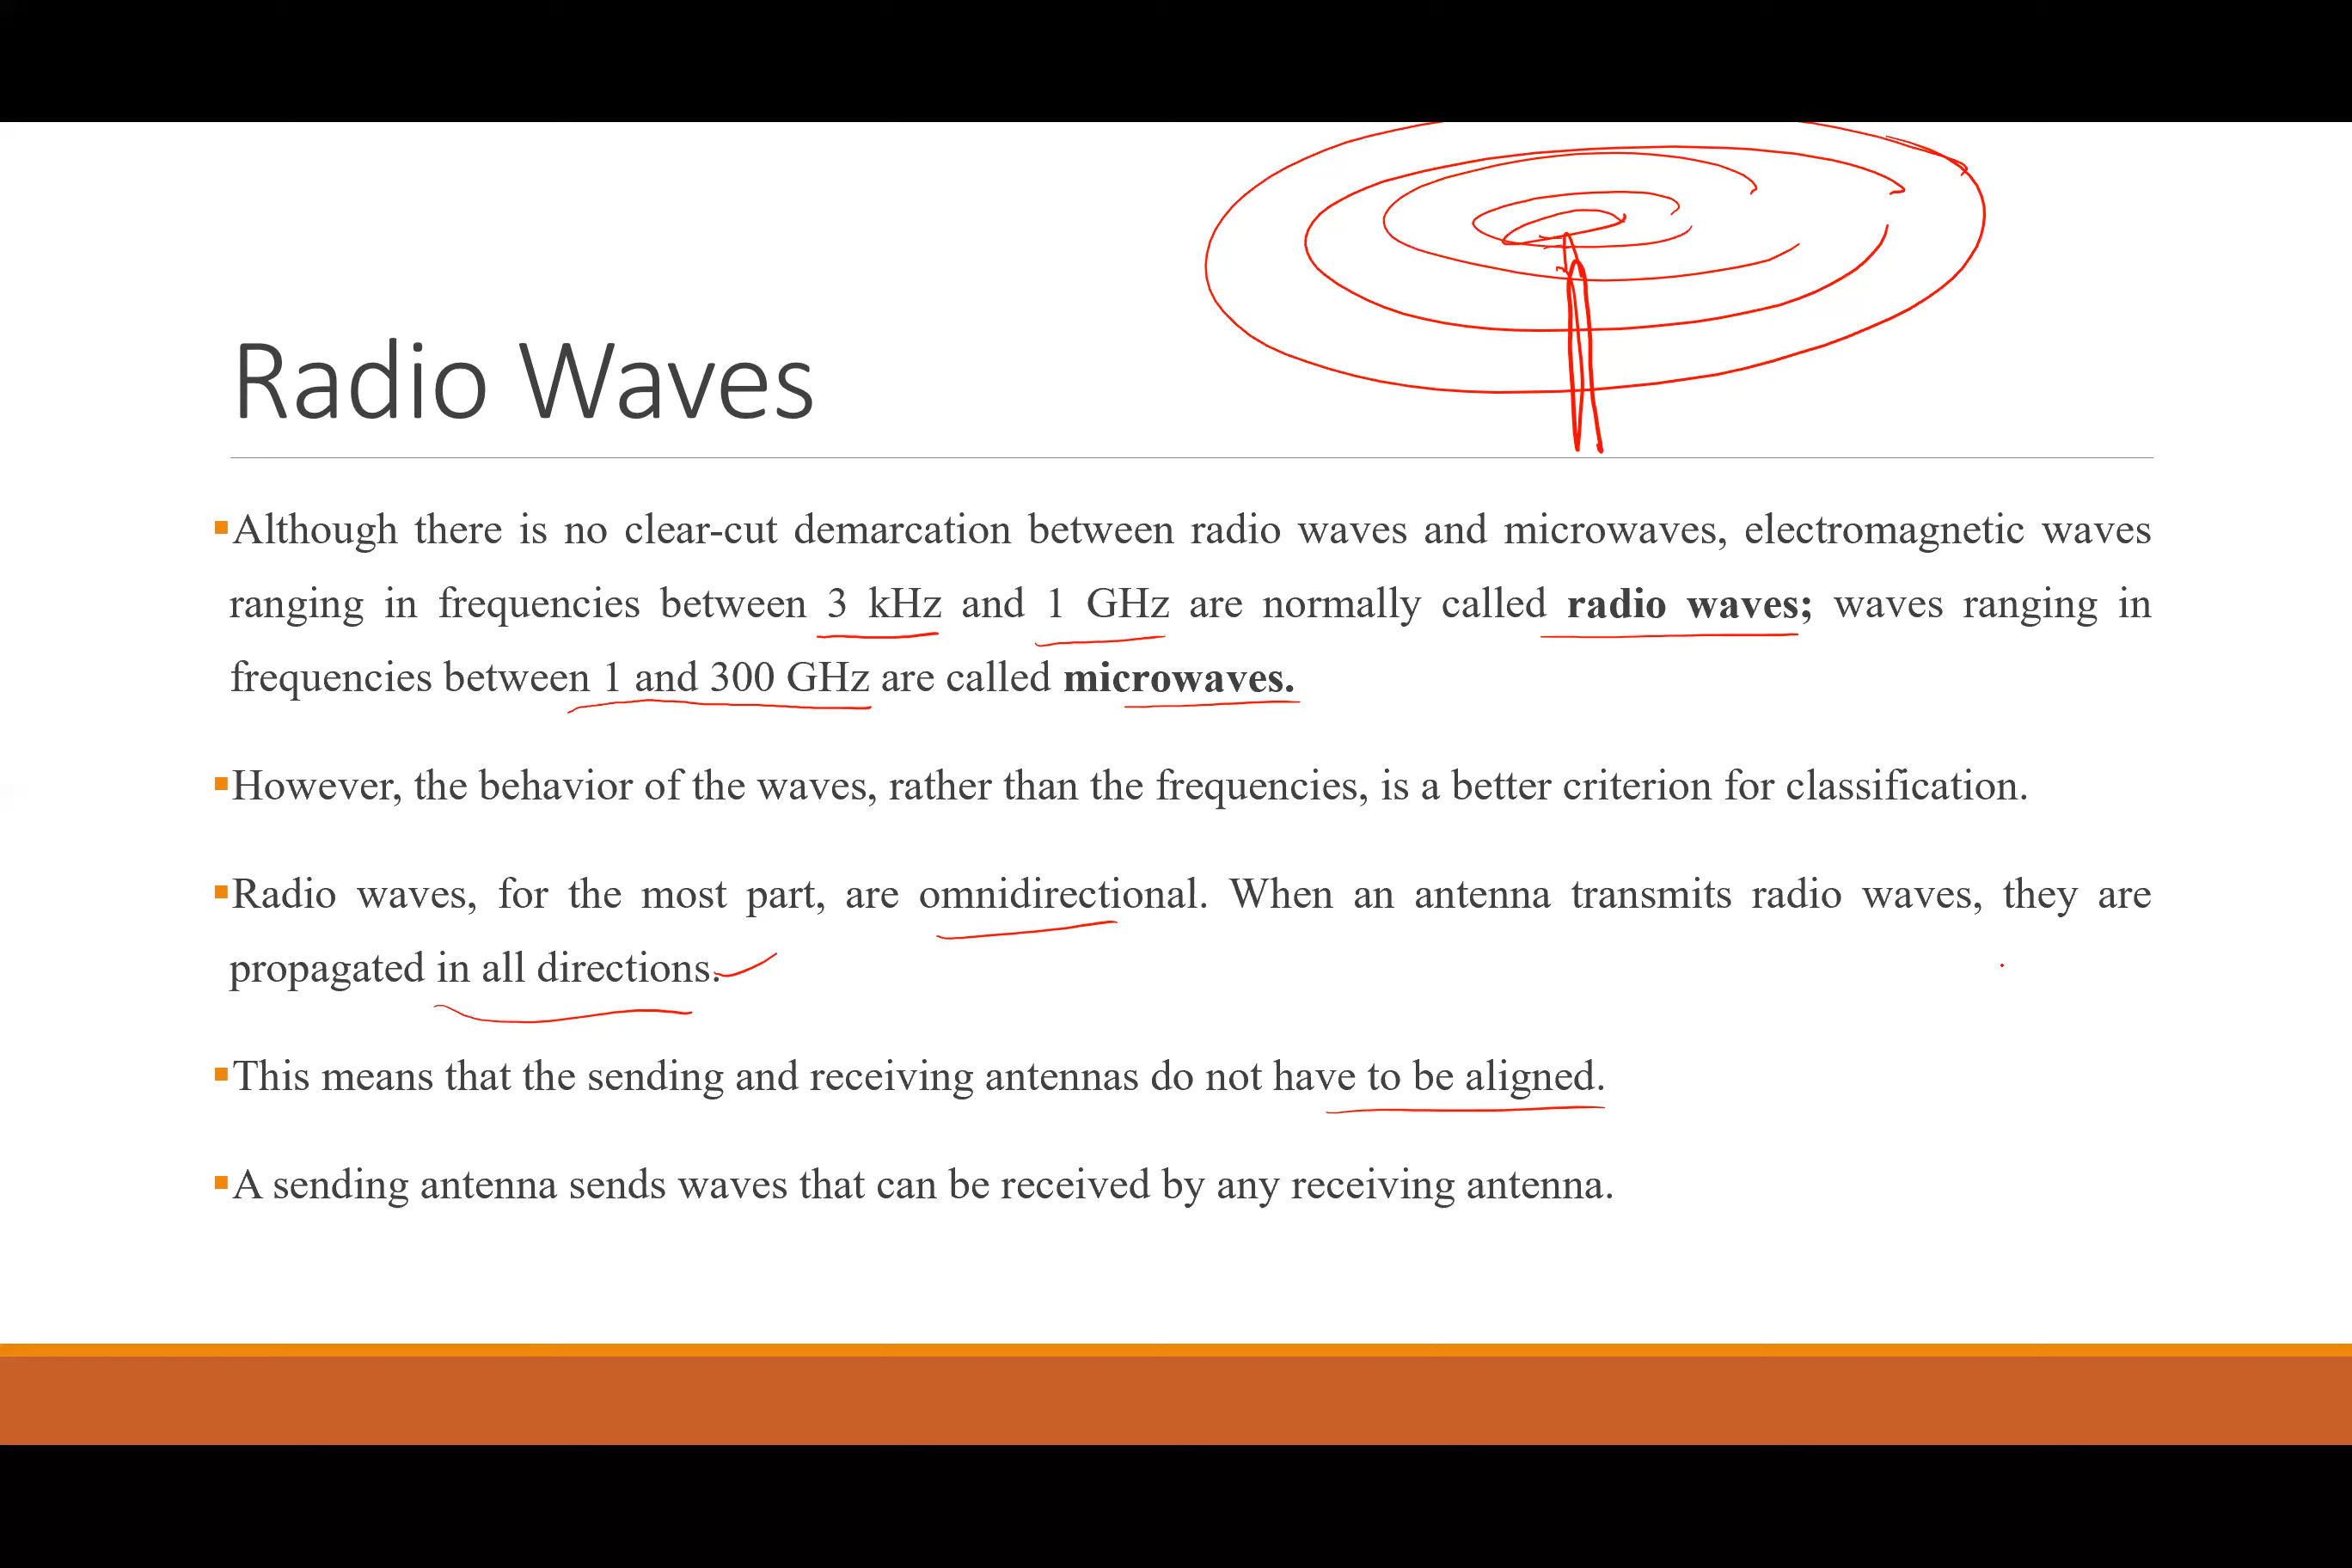 Radio Waves
Although there is no clear-cut demarcation between radio waves and microwaves, electromagnetic waves
ranging in frequencies between 3 kHz and 1 GHz are normally called radio waves; waves ranging in
frequencies between 1 and 300 GHz are called microwaves.
However, the behavior of the waves, rather than the frequencies, is a better criterion for classification.
Radio waves, for the most part, are omnidirectional. When an antenna transmits radio waves, they are
propagated in all directions.
This means that the sending and receiving antennas do not have to be aligned.
A sending antenna sends waves that can be received by any receiving antenna.